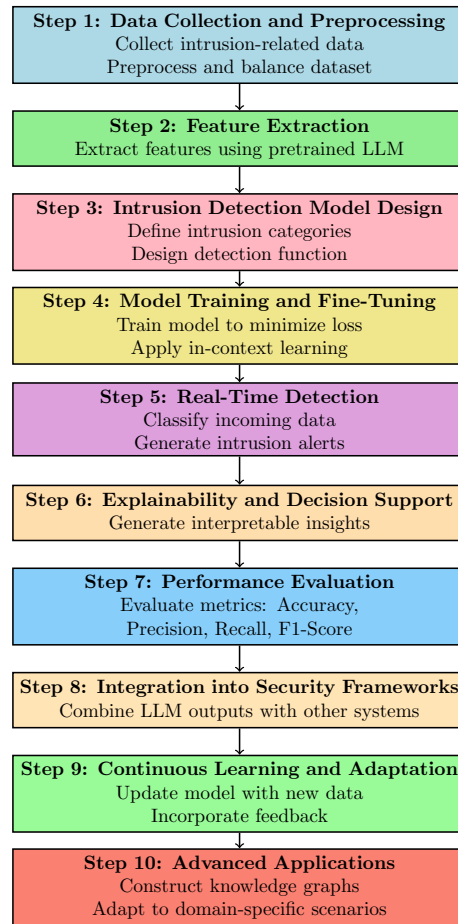 Step 1: Data Collection and Preprocessing
Collect intrusion-related data
Preprocess and balance dataset
Step 2: Feature Extraction
Extract features using pretrained LLM
Step 3: Intrusion Detection Model Design
Define intrusion categories
Design detection function
Step 4: Model Training and Fine-Tuning
Train model to minimize loss
Apply in-context learning
Step 5: Real-Time Detection
Classify incoming data
Generate intrusion alerts
Step 6: Explainability and Decision Support
Generate interpretable insights
Step 7: Performance Evaluation
Evaluate metrics: Accuracy,
Precision, Recall, F1-Score
Step 8: Integration into Security Frameworks
Combine LLM outputs with other systems
Step 9: Continuous Learning and Adaptation
Update model with new data
Incorporate feedback
Step 10: Advanced Applications
Construct knowledge graphs
Adapt to domain-specific scenarios